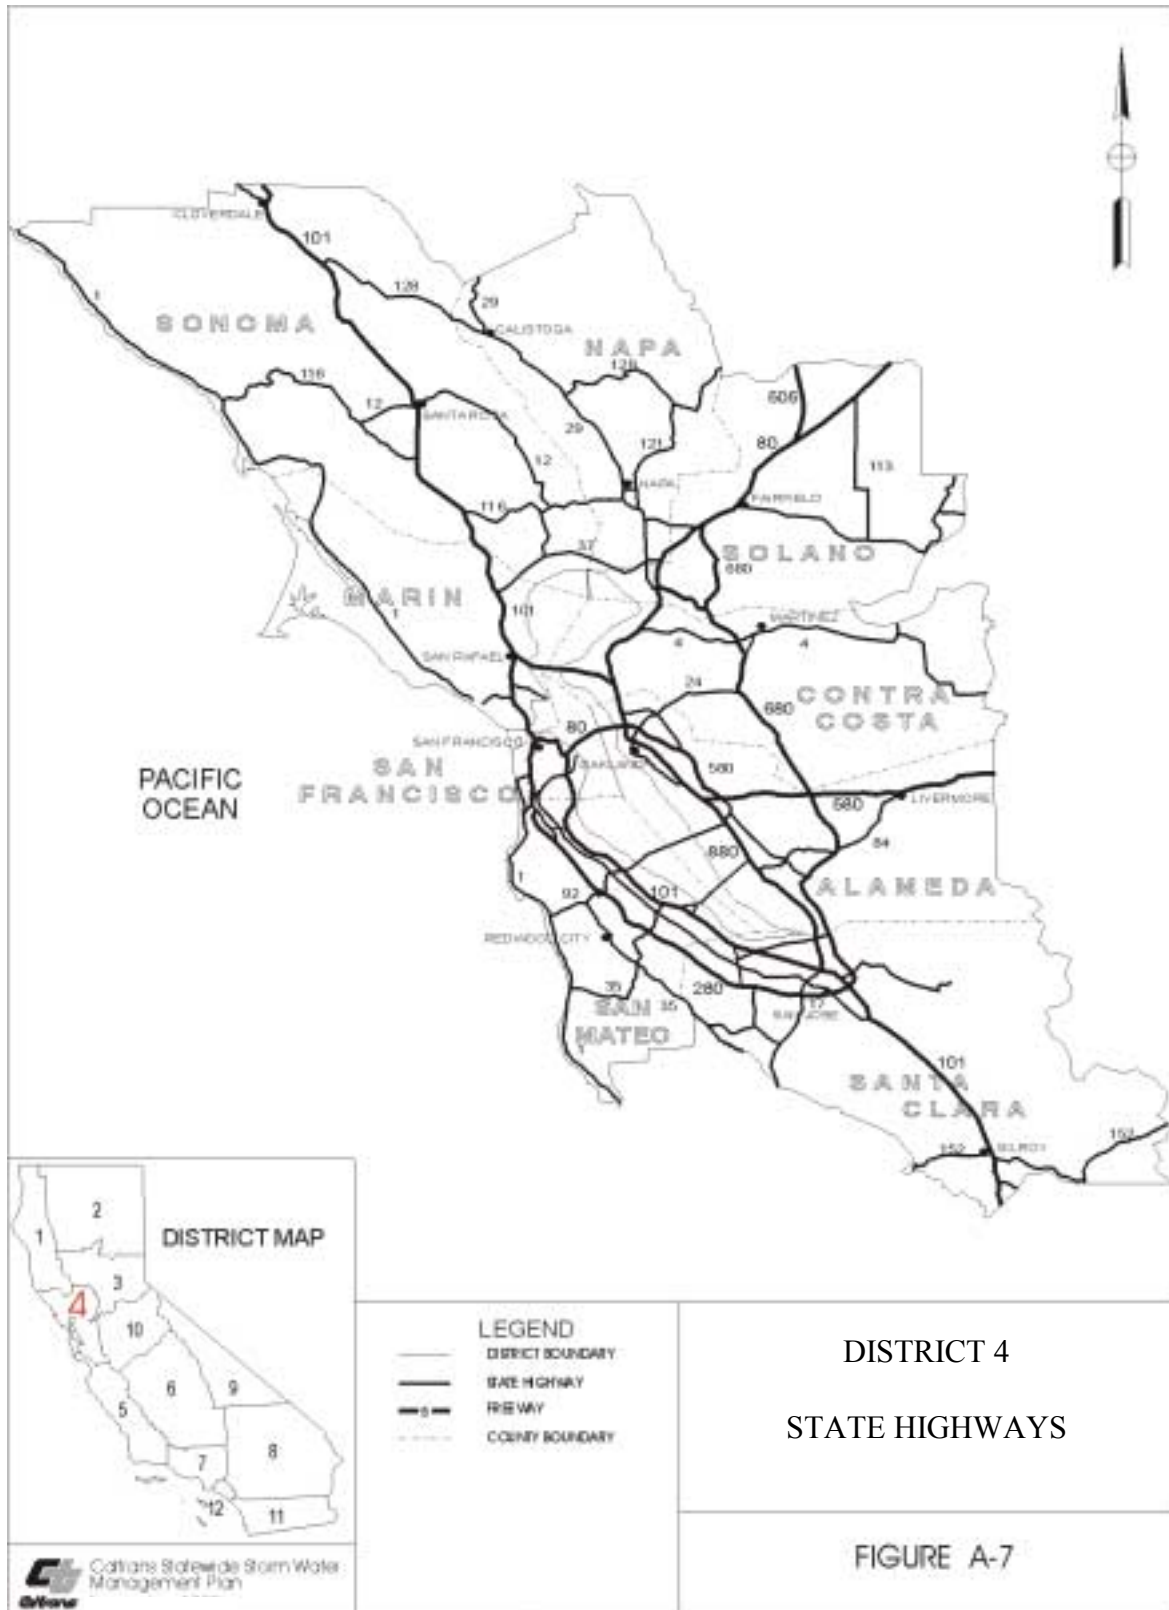 CLOVERDALE
101
1
128
29
SONOMA
CALISTOGA
NAPA
128
116
12
SANTA ROSA
29
121
505
80
12
NAPA
113
FAIRFIELD
116
37
SOLANO
680
MARIN
1
101
MARTINEZ
4
4
SAN RAFAEL
24
CONTRA
COSTA
680
80
SAN FRANCISCO
OAKLAND
580
SAN
FRANCISCO
PACIFIC
OCEAN
580
LIVERMORE
84
880
ALAMEDA
1
92
101
REDWOOD CITY
35
280
SAN
MATEO
35
17
SAN JOSE
1
101
SANTA
CLARA
152
GILROY
152
DISTRICT MAP
1
2
3
4
10
6
9
5
8
7
12
11
LEGEND
DISTRICT BOUNDARY
STATE HIGHWAY
5
FREEWAY
COUNTY BOUNDARY
DISTRICT 4
STATE HIGHWAYS
FIGURE A-7
Caltrans Statewide Storm Water
Management Plan
Caltrans